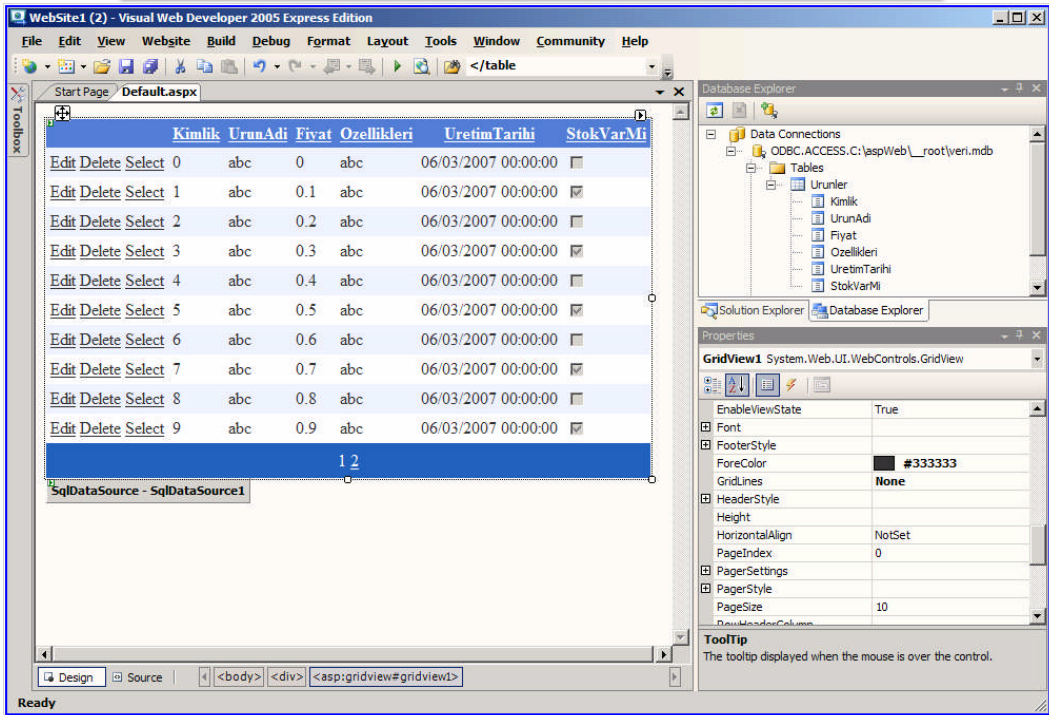 WebSite1 (2) - Visual Web Developer 2005 Express Edition
File Edit View Website Build Debug Format Layout Tools Window Community Help
</table
Toolbox
Start Page Default.aspx
Kimlik UrunAdi Fiyat Ozellikleri UretimTarihi StokVarMi
Edit Delete Select 0 abc 0 abc 06/03/2007 00:00:00
Edit Delete Select 1 abc 0.1 abc 06/03/2007 00:00:00
Edit Delete Select 2 abc 0.2 abc 06/03/2007 00:00:00
Edit Delete Select 3 abc 0.3 abc 06/03/2007 00:00:00
Edit Delete Select 4 abc 0.4 abc 06/03/2007 00:00:00
Edit Delete Select 5 abc 0.5 abc 06/03/2007 00:00:00
Edit Delete Select 6 abc 0.6 abc 06/03/2007 00:00:00
Edit Delete Select 7 abc 0.7 abc 06/03/2007 00:00:00
Edit Delete Select 8 abc 0.8 abc 06/03/2007 00:00:00
Edit Delete Select 9 abc 0.9 abc 06/03/2007 00:00:00
1 2
SqlDataSource - SqlDataSource1
Design Source <body> <div> <asp:gridview#gridview1>
Database Explorer
Data Connections
ODBC.ACCESS.C:\aspWeb\__root\veri.mdb
Tables
Urunler
Kimlik
UrunAdi
Fiyat
Ozellikleri
UretimTarihi
StokVarMi
Solution Explorer Database Explorer
Properties
GridView1 System.Web.UI.WebControls.GridView
EnableViewState True
Font
FooterStyle
ForeColor #333333
GridLines None
HeaderStyle
Height
HorizontalAlign NotSet
PageIndex 0
PagerSettings
PagerStyle
PageSize 10
RowHeaderColumn
ToolTip
The tooltip displayed when the mouse is over the control.
Ready